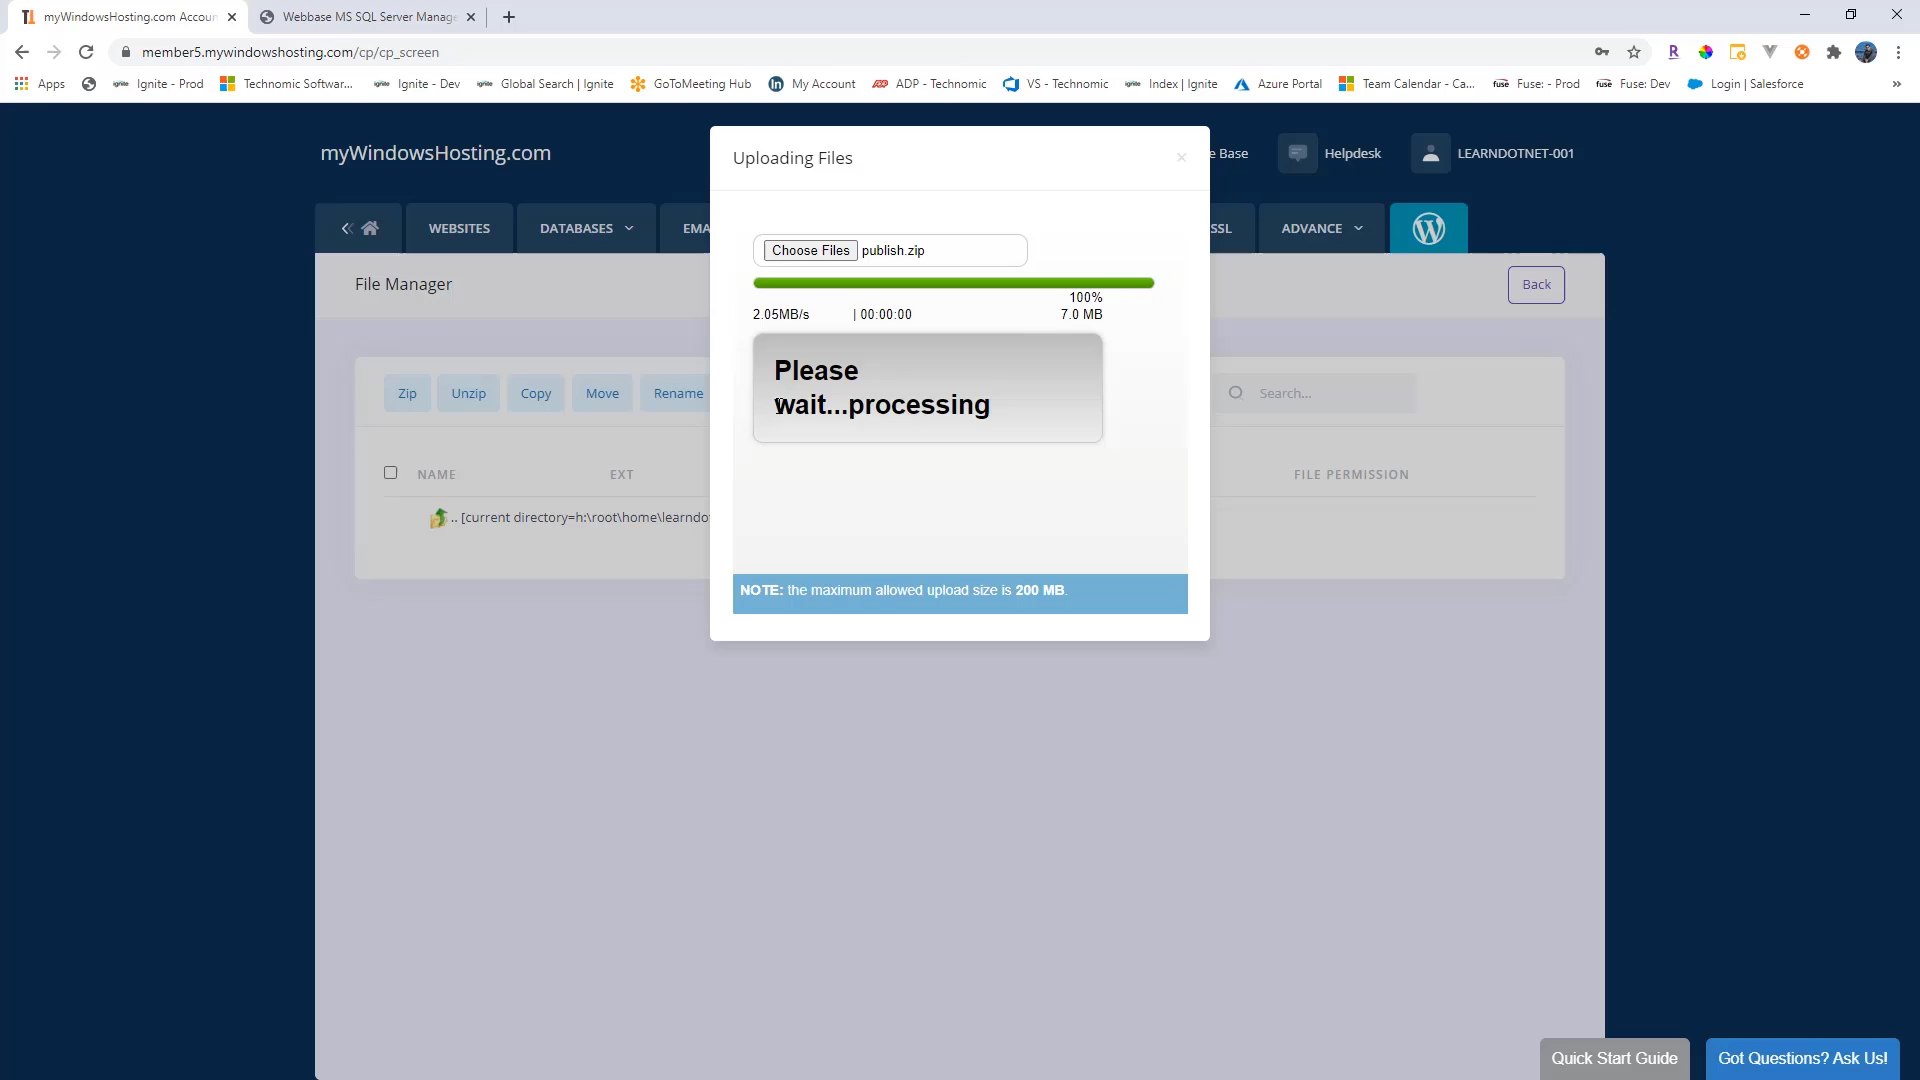 myWindowsHosting.com Accoun
Webbase MS SQL Server Manage
member5.mywindowshosting.com/cp/cp_screen
Apps
Ignite - Prod
Technomic Softwar...
Ignite - Dev
Global Search | Ignite
GoToMeeting Hub
My Account
ADP - Technomic
VS - Technomic
Index | Ignite
Azure Portal
Team Calendar - Ca...
Fuse: - Prod
Fuse: Dev
Login | Salesforce
myWindowsHosting.com
Uploading Files
e Base
Helpdesk
LEARNDOTNET-001
WEBSITES
DATABASES
EMA
SSL
ADVANCE
Choose Files publish.zip
File Manager
Back
100%
2.05MB/s | 00:00:00 7.0 MB
Please
wait...processing
Zip
Unzip
Copy
Move
Rename
Search...
NAME
EXT
FILE PERMISSION
.. [current directory=h:\root\home\learndo
NOTE: the maximum allowed upload size is 200 MB.
Quick Start Guide
Got Questions? Ask Us!